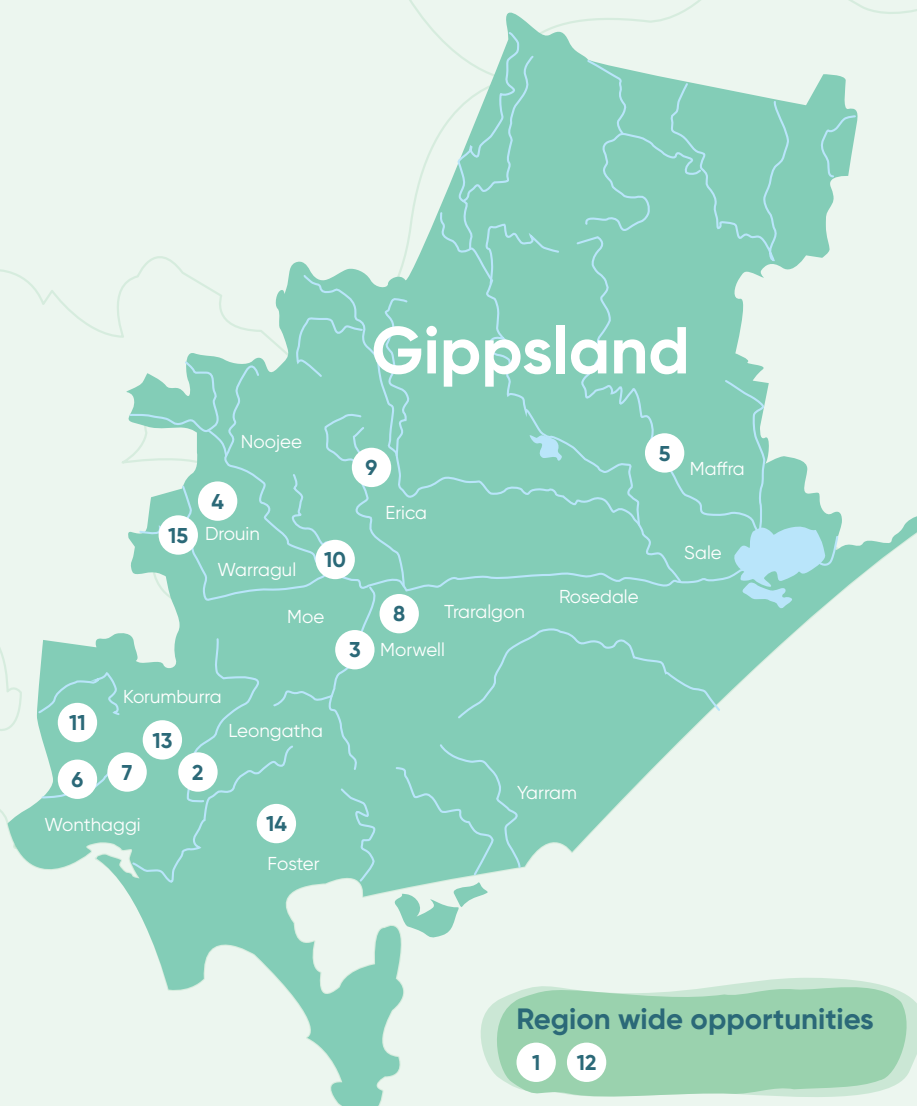 Gippsland
Noojee
9
5
Maffra
4
Erica
15
Drouin
10
Sale
Warragul
Rosedale
Moe
8
Traralgon
3
Morwell
Korumburra
11
13
Leongatha
6
7
2
Yarram
Wonthaggi
14
Foster
Region wide opportunities
1 12